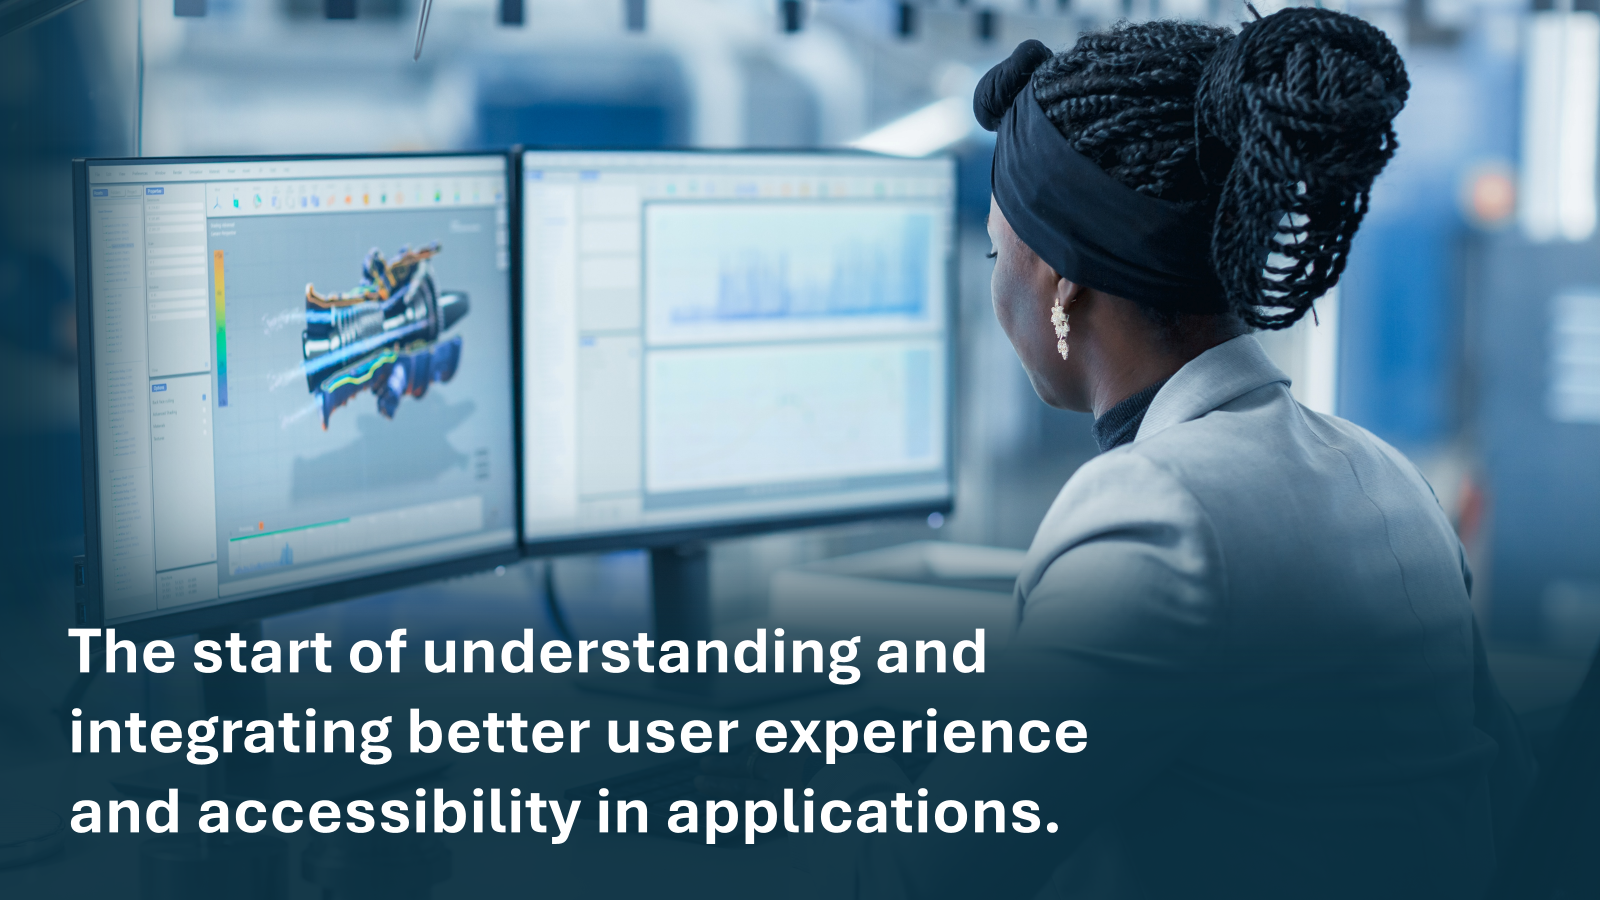 The start of understanding and
integrating better user experience
and accessibility in applications.